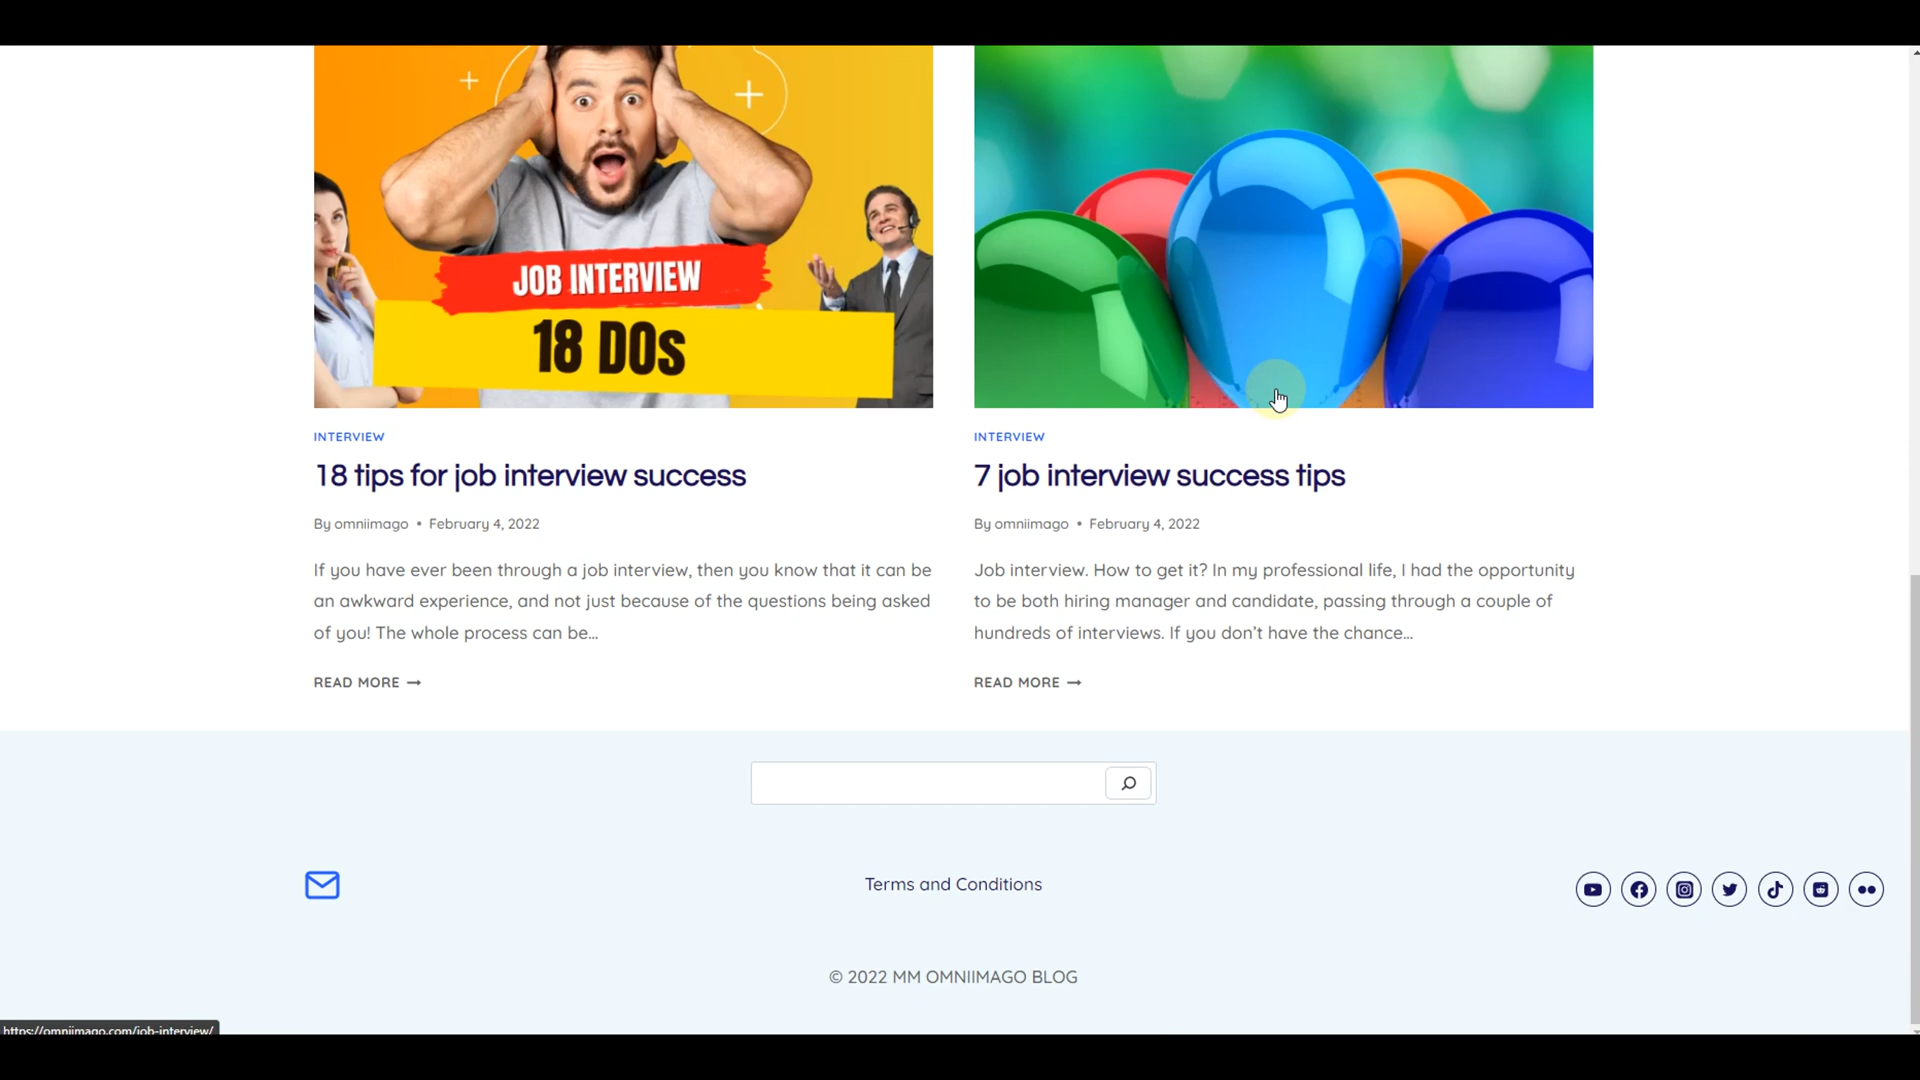 JOB INTERVIEW
18 DOs
INTERVIEW
18 tips for job interview success
By omniimago • February 4, 2022
If you have ever been through a job interview, then you know that it can be
an awkward experience, and not just because of the questions being asked
of you! The whole process can be...
READ MORE →
INTERVIEW
7 job interview success tips
By omniimago • February 4, 2022
Job interview. How to get it? In my professional life, I had the opportunity
to be both hiring manager and candidate, passing through a couple of
hundreds of interviews. If you don't have the chance...
READ MORE →
Terms and Conditions
© 2022 MM OMNIIMAGO BLOG
https://omniimago.com/job-interview/